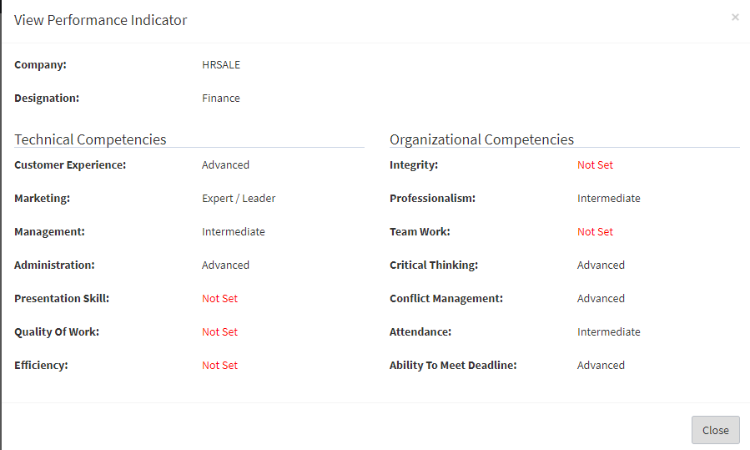 View Performance Indicator
×
Company: HRSALE
Designation: Finance
Technical Competencies
Customer Experience: Advanced
Marketing: Expert / Leader
Management: Intermediate
Administration: Advanced
Presentation Skill: Not Set
Quality Of Work: Not Set
Efficiency: Not Set
Organizational Competencies
Integrity: Not Set
Professionalism: Intermediate
Team Work: Not Set
Critical Thinking: Advanced
Conflict Management: Advanced
Attendance: Intermediate
Ability To Meet Deadline: Advanced
Close